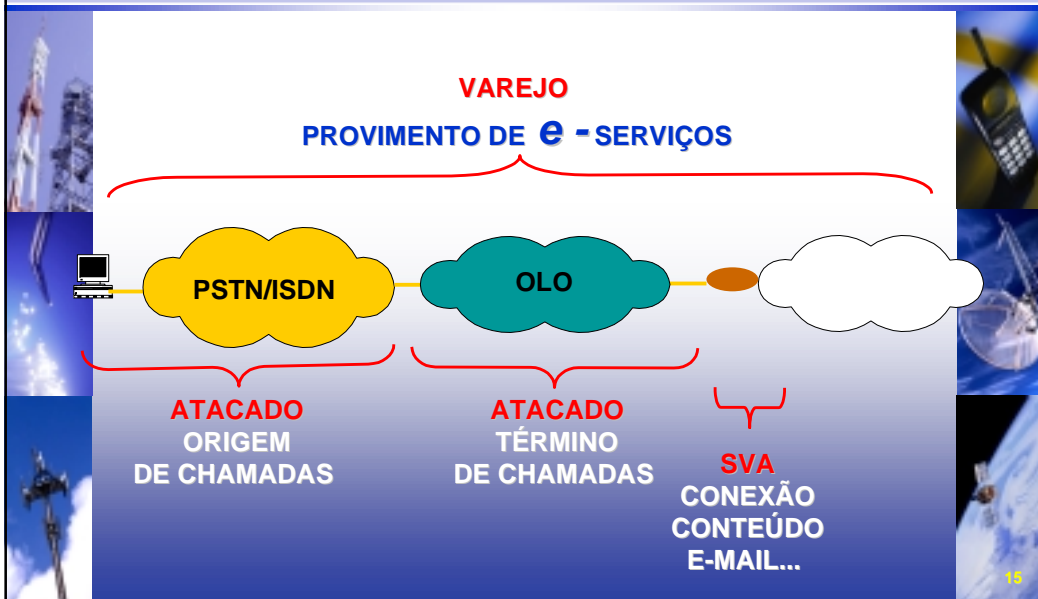 VAREJO
PROVIMENTO DE e - SERVIÇOS
PSTN/ISDN
OLO
ATACADO
ORIGEM
DE CHAMADAS
ATACADO
TÉRMINO
DE CHAMADAS
SVA
CONEXÃO
CONTEÚDO
E-MAIL...
15